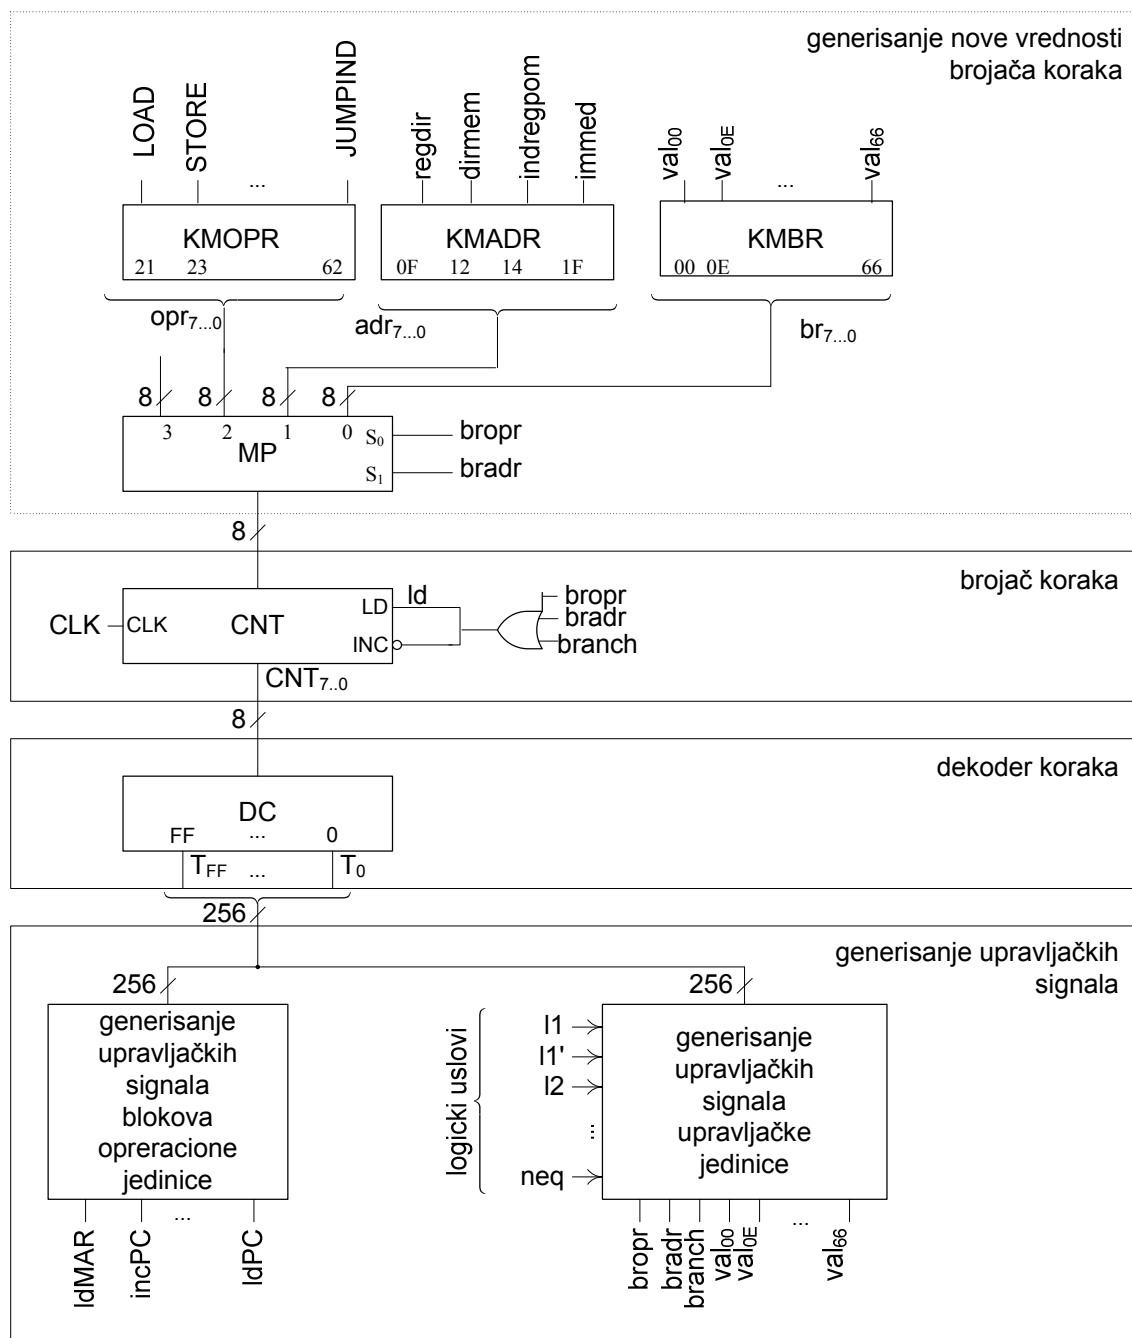 generisanje nove vrednosti
brojača koraka
LOAD
STORE
...
JUMPIND
regdir
dirmem
indregpom
immed
val00
val0E
...
val66
KMOPR
21 23 62
KMADR
0F 12 14 1F
KMBR
00 0E 66
opr7...0
adr7...0
br7...0
8 8 8 8
3 2 1 0
MP
S0
S1
bropr
bradr
8
brojač koraka
CLK
CLK
CNT
LD
INC
ld
bropr
bradr
branch
CNT7..0
8
dekoder koraka
DC
FF ... 0
TFF ... T0
256
generisanje upravljačkih
signala
256
generisanje
upravljačkih
signala
blokova
opreracione
jedinice
ldMAR
incPC
...
ldPC
256
logicki uslovi
l1
l1'
l2
...
neq
generisanje
upravljačkih
signala
upravljačke
jedinice
bropr
bradr
branch
val00
val0E
...
val66